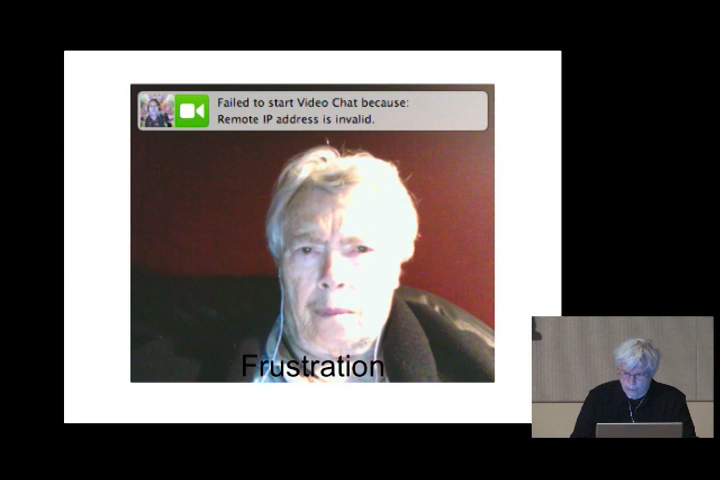 Failed to start Video Chat because:
Remote IP address is invalid.
Frustration